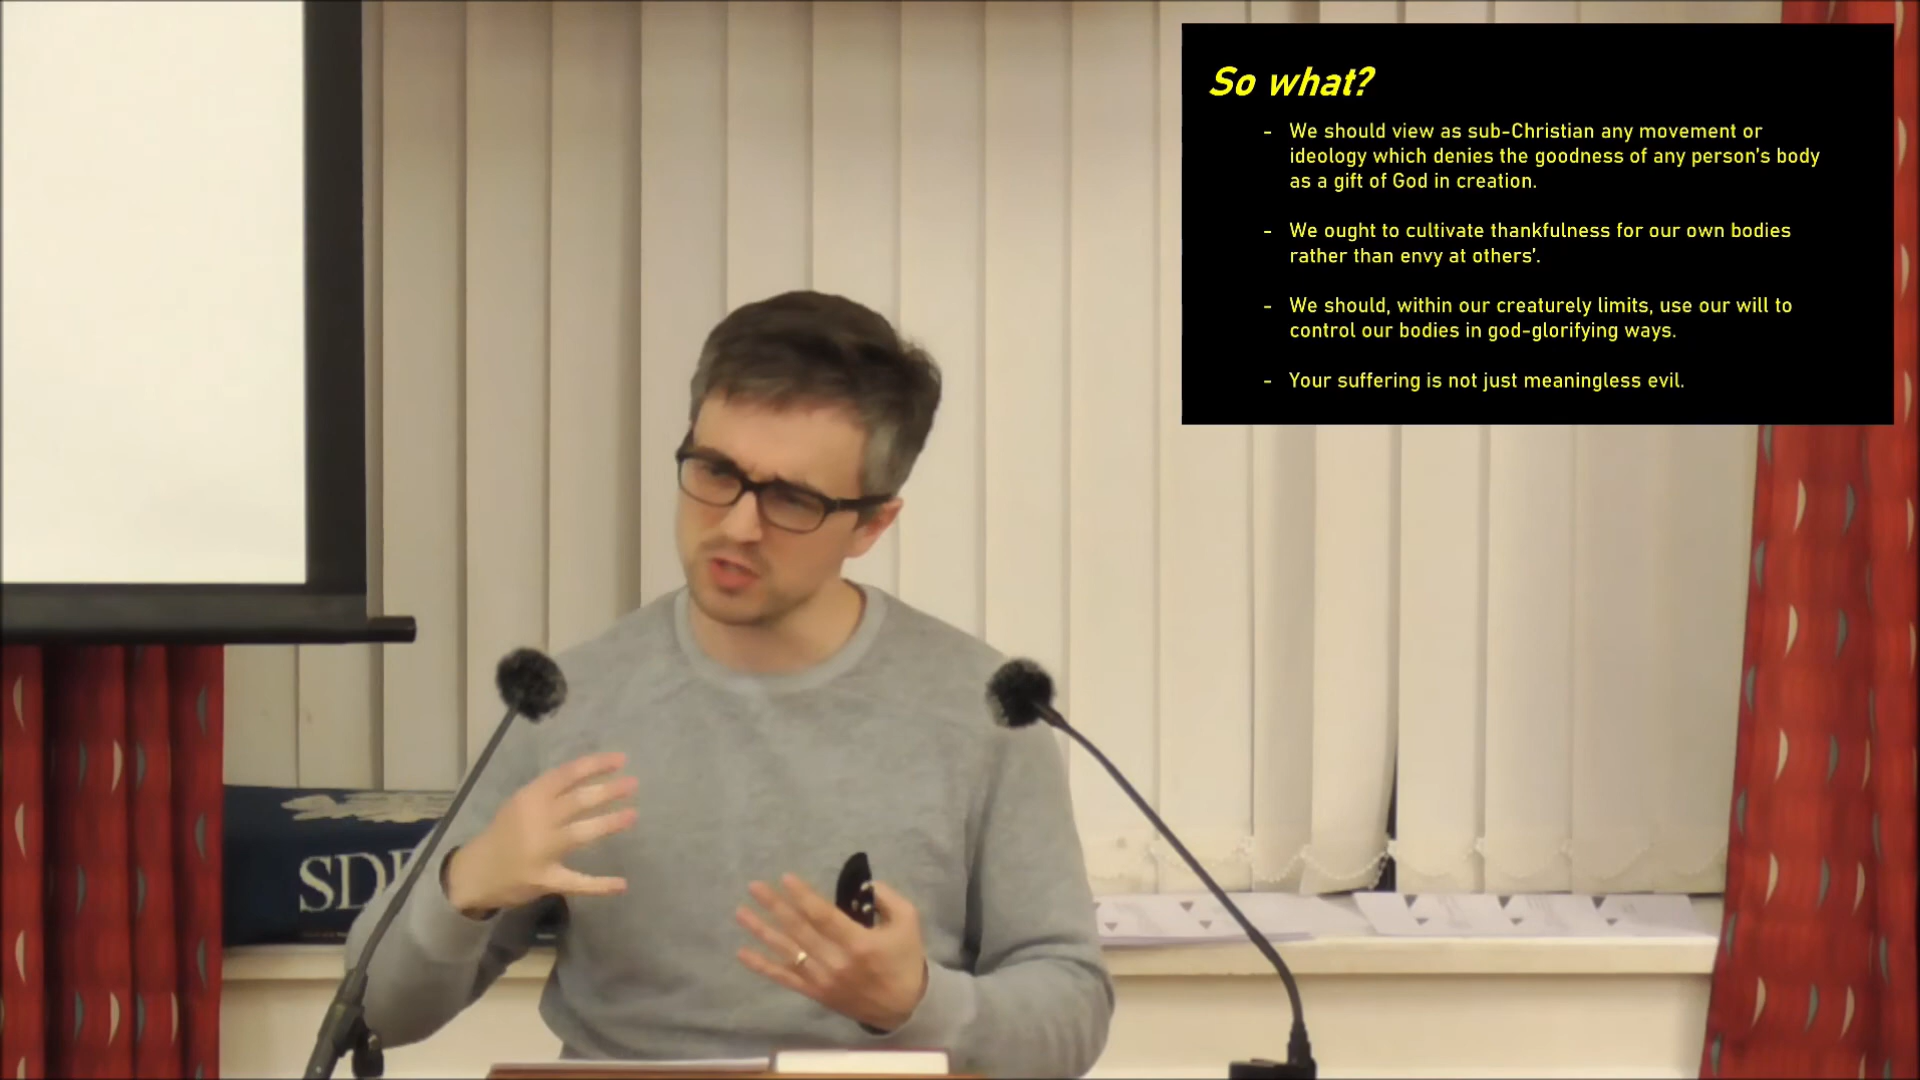 So what?
- We should view as sub-Christian any movement or
ideology which denies the goodness of any person's body
as a gift of God in creation.
- We ought to cultivate thankfulness for our own bodies
rather than envy at others'.
- We should, within our creaturely limits, use our will to
control our bodies in god-glorifying ways.
- Your suffering is not just meaningless evil.